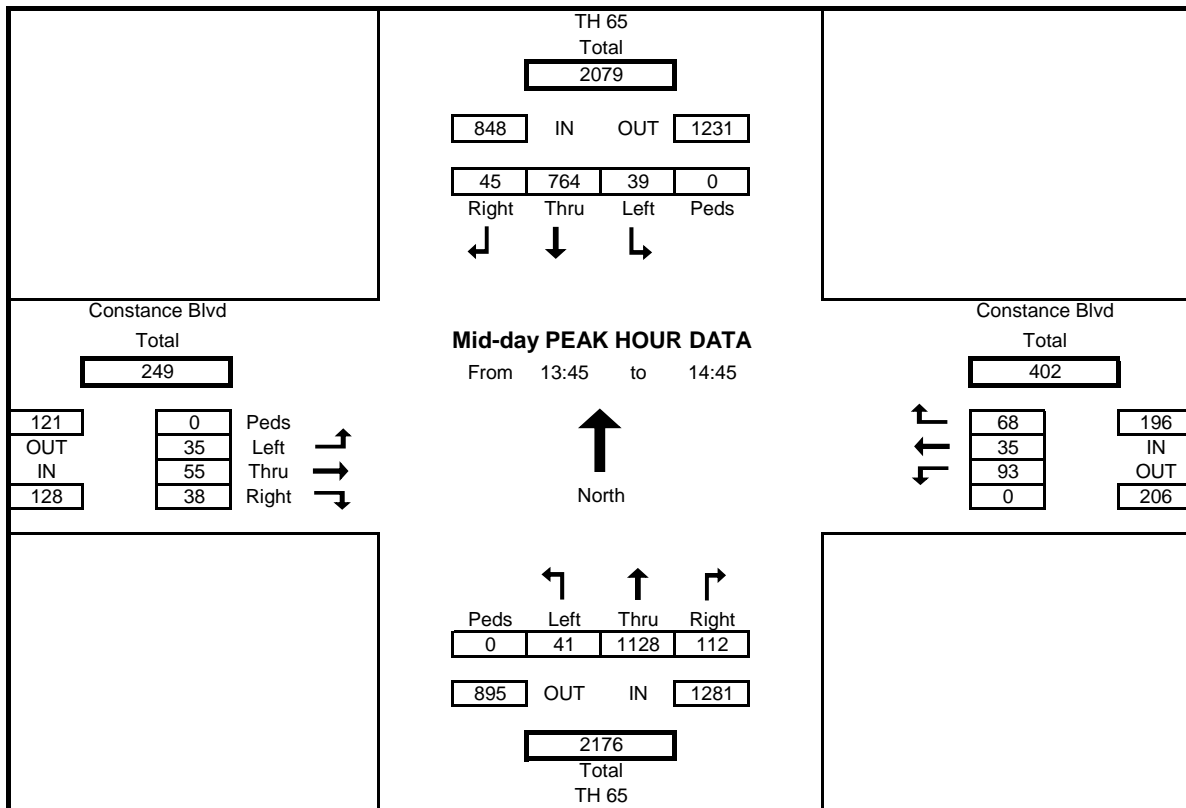 TH 65
Total
2079
848 IN OUT 1231
45 764 39 0
Right Thru Left Peds
Constance Blvd
Total
249
121 0 Peds
OUT 35 Left
IN 55 Thru
128 38 Right
Mid-day PEAK HOUR DATA
From 13:45 to 14:45
North
Constance Blvd
Total
402
68 196
35 IN
93 OUT
0 206
Peds Left Thru Right
0 41 1128 112
895 OUT IN 1281
2176
Total
TH 65